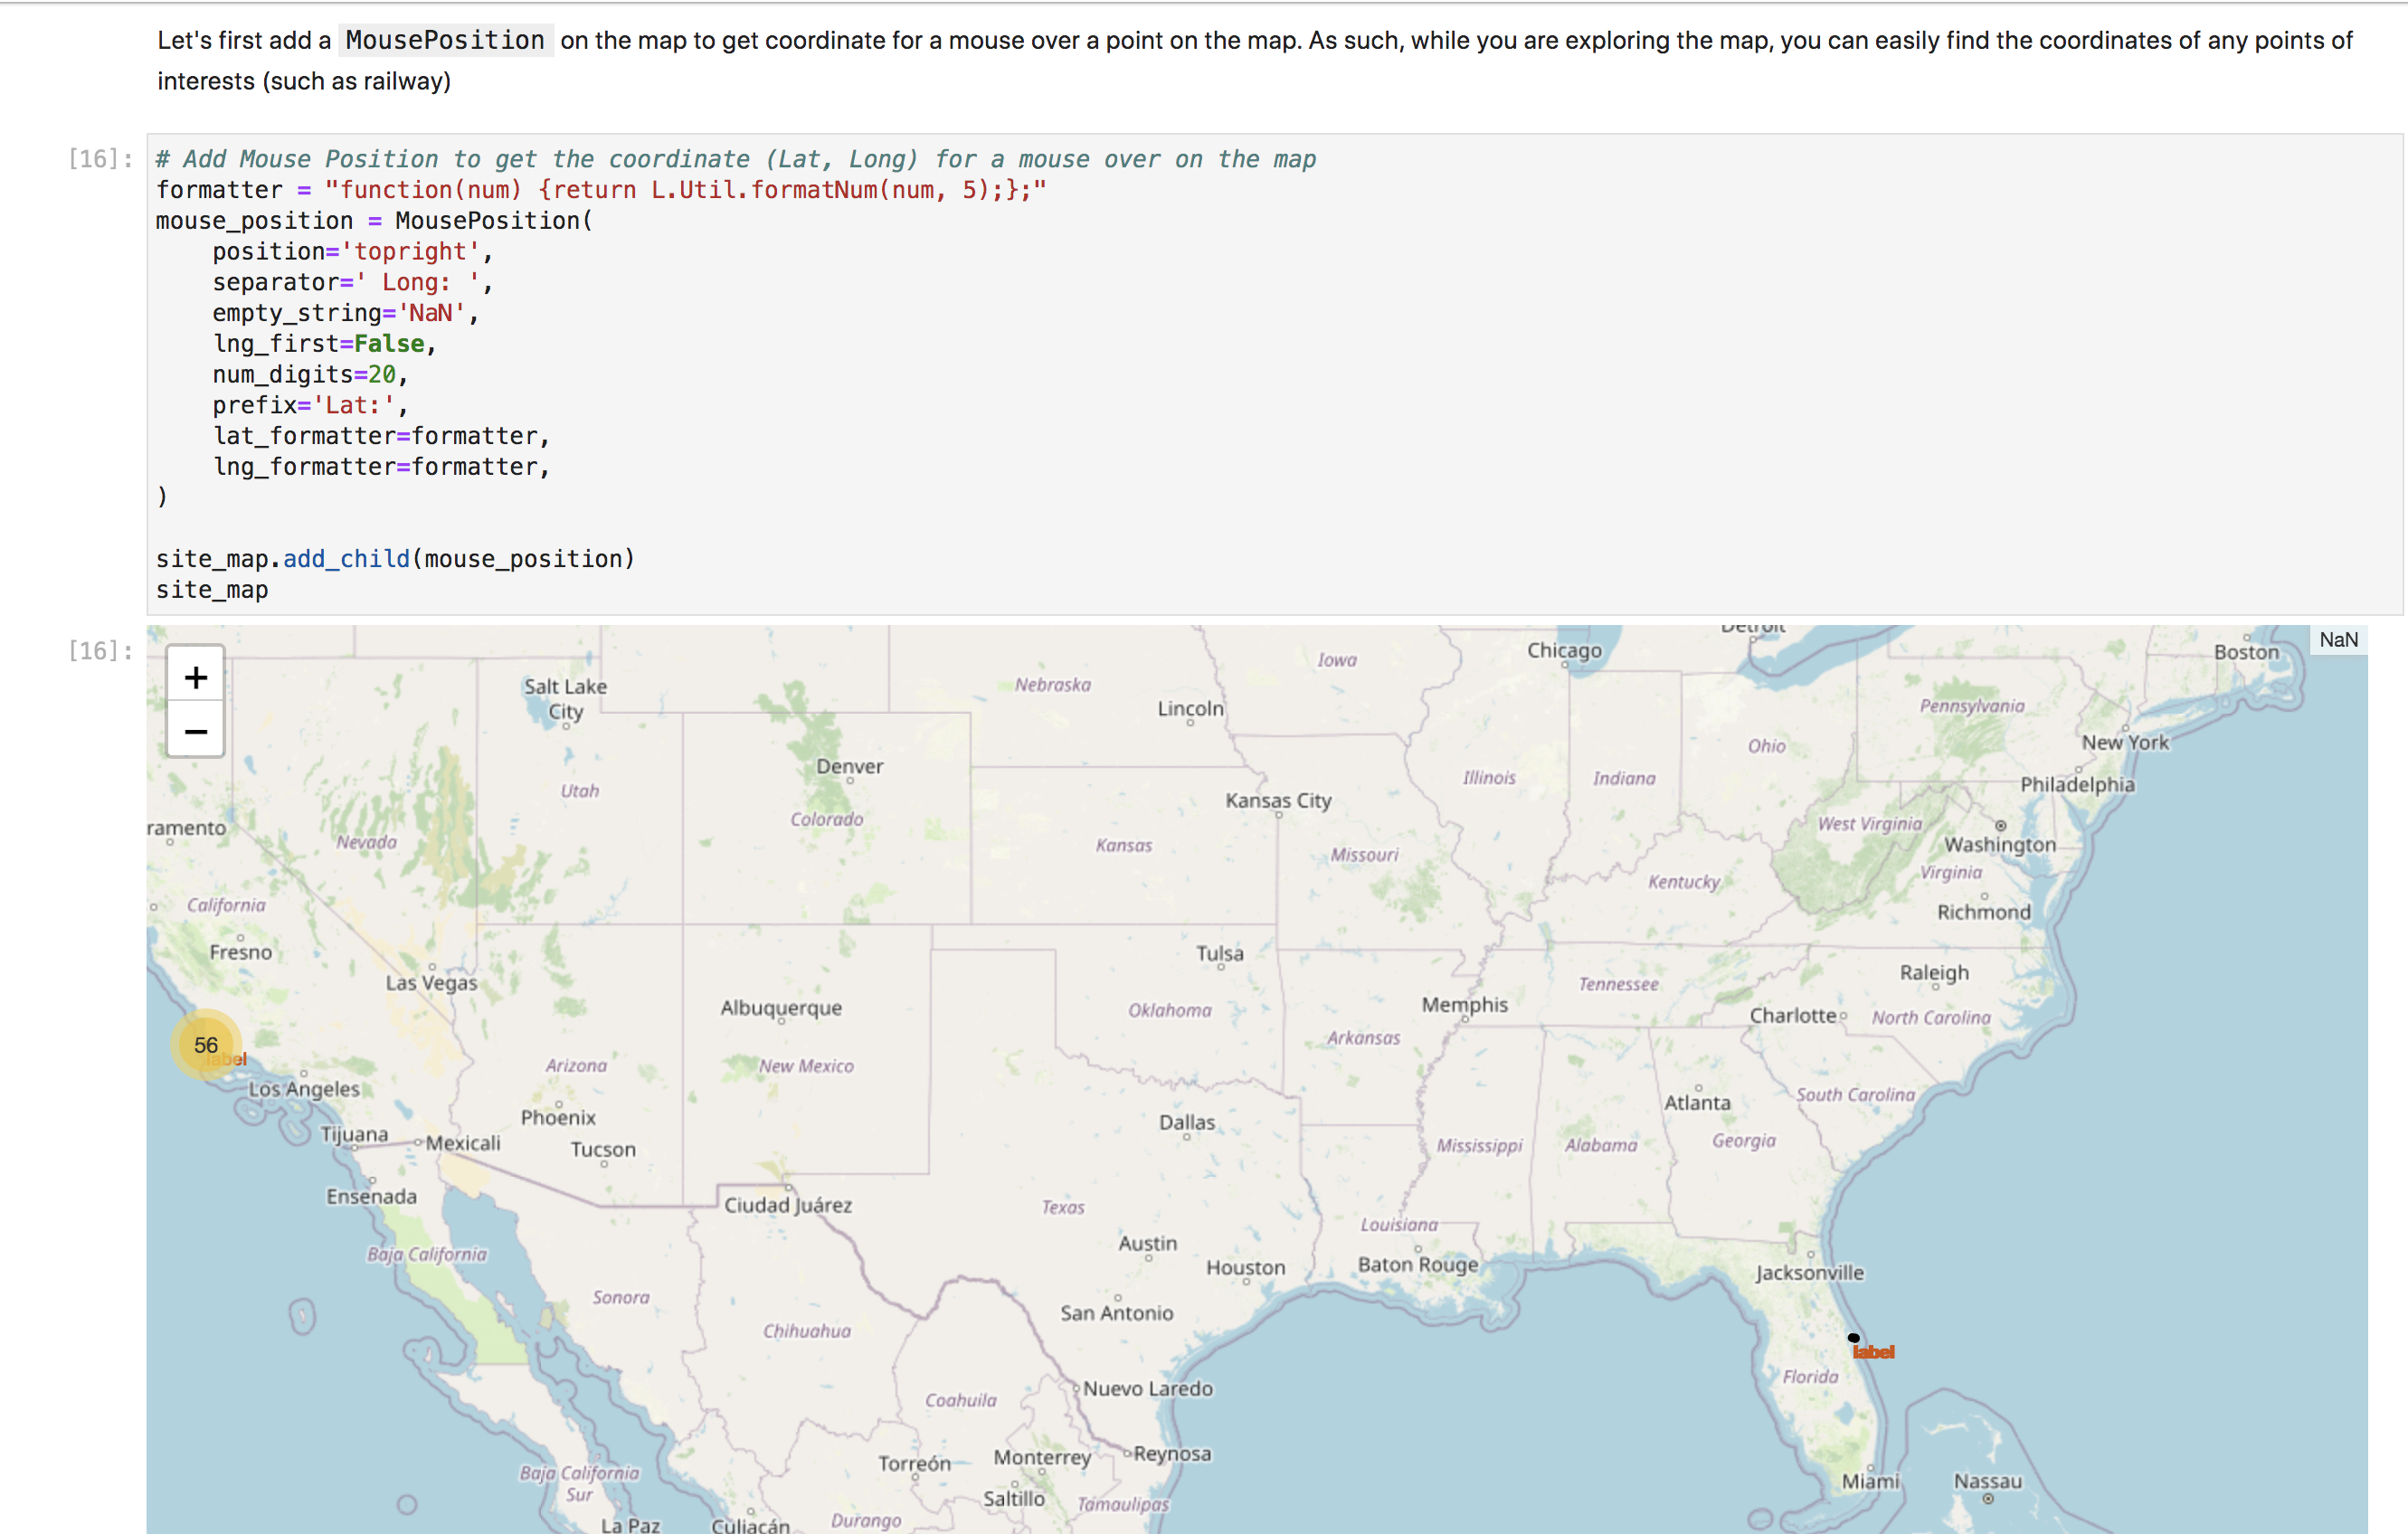 Let's first add a MousePosition on the map to get coordinate for a mouse over a point on the map. As such, while you are exploring the map, you can easily find the coordinates of any points of
interests (such as railway)
[16]:
# Add Mouse Position to get the coordinate (Lat, Long) for a mouse over on the map
formatter = "function(num) {return L.Util.formatNum(num, 5);};"
mouse_position = MousePosition(
    position='topright',
    separator=' Long: ',
    empty_string='NaN',
    lng_first=False,
    num_digits=20,
    prefix='Lat:',
    lat_formatter=formatter,
    lng_formatter=formatter,
)
site_map.add_child(mouse_position)
site_map
[16]:
+
−
NaN
Detroit
Chicago
Boston
Iowa
Nebraska
Salt Lake
City
Lincoln
Pennsylvania
New York
Ohio
Denver
Illinois
Indiana
Philadelphia
Utah
Kansas City
Colorado
West Virginia
ramento
Nevada
Kansas
Missouri
Washington
Virginia
Kentucky
California
Richmond
Fresno
Tulsa
Las Vegas
Raleigh
Tennessee
Albuquerque
Oklahoma
Memphis
Charlotte
North Carolina
Arkansas
56
label
Arizona
New Mexico
Los Angeles
South Carolina
Atlanta
Phoenix
Dallas
Tijuana
Mexicali
Tucson
Mississippi
Alabama
Georgia
Ensenada
Ciudad Juárez
Texas
Louisiana
Austin
Baja California
Houston
Baton Rouge
Jacksonville
Sonora
San Antonio
Chihuahua
label
Florida
Nuevo Laredo
Coahuila
Reynosa
Monterrey
Torreón
Baja California
Sur
Miami
Nassau
Saltillo
Tamaulipas
La Paz
Culiacán
Durango